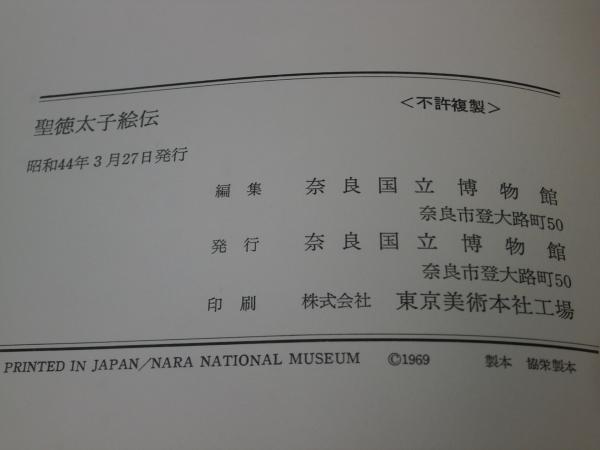 <不許複製>
聖徳太子絵伝
昭和44年3月27日発行
編集 奈良国立博物館
奈良市登大路町50
発行 奈良国立博物館
奈良市登大路町50
印刷 株式会社 東京美術本社工場
PRINTED IN JAPAN/NARA NATIONAL MUSEUM ©1969 製本 協栄製本